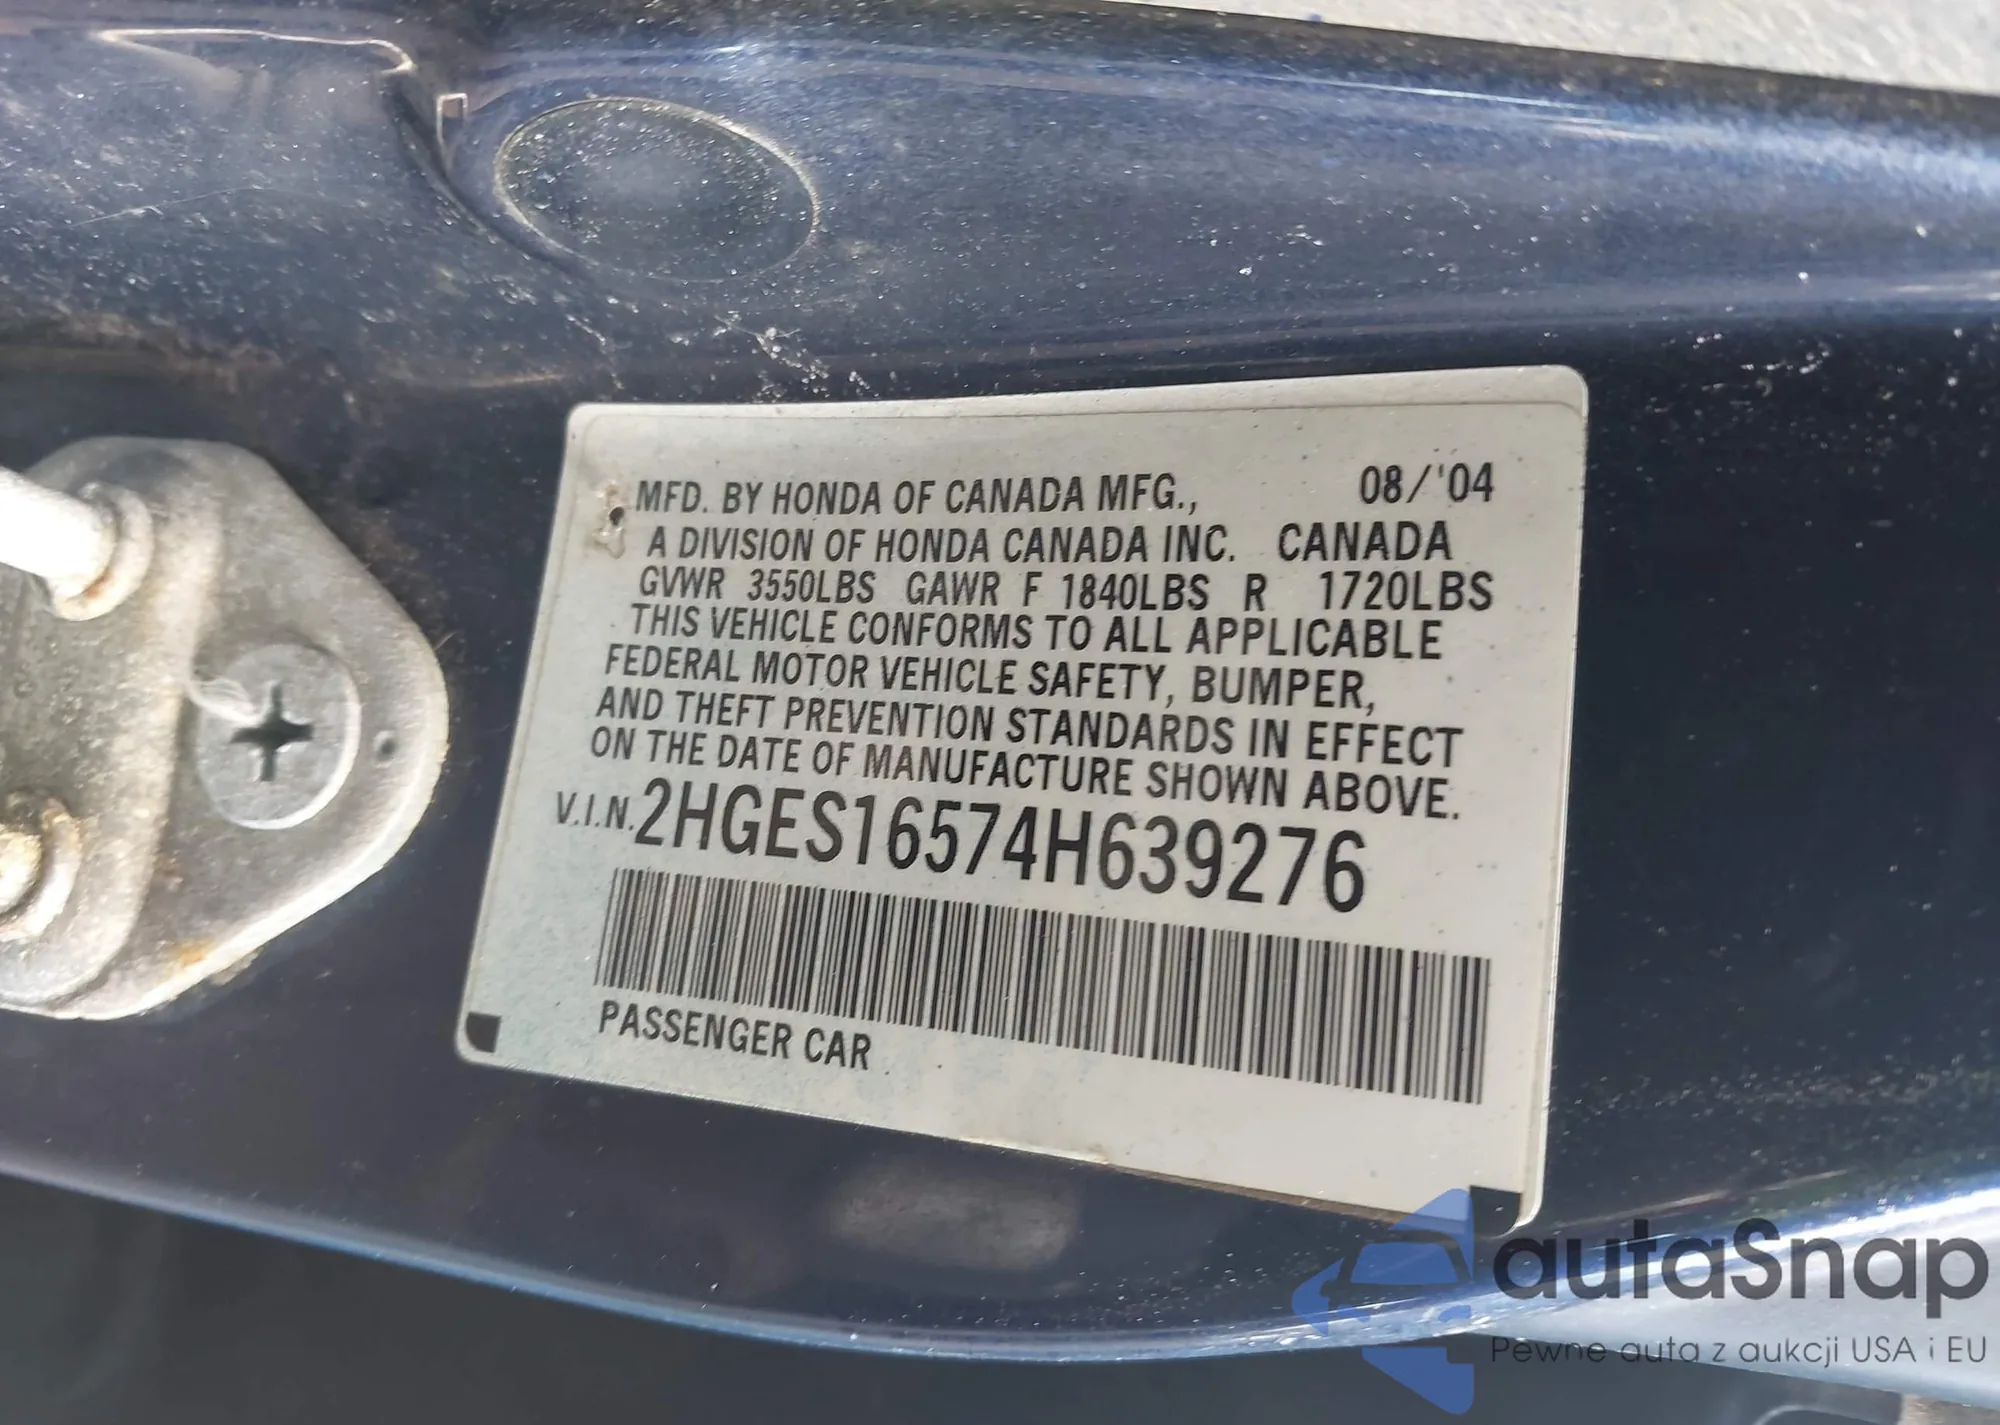 MFD. BY HONDA OF CANADA MFG., 08/'04
A DIVISION OF HONDA CANADA INC. CANADA
GVWR 3550LBS GAWR F 1840LBS R 1720LBS
THIS VEHICLE CONFORMS TO ALL APPLICABLE
FEDERAL MOTOR VEHICLE SAFETY, BUMPER,
AND THEFT PREVENTION STANDARDS IN EFFECT
ON THE DATE OF MANUFACTURE SHOWN ABOVE.
V.I.N. 2HGES16574H639276
PASSENGER CAR
autaSnap
Pewne auta z aukcji USA i EU